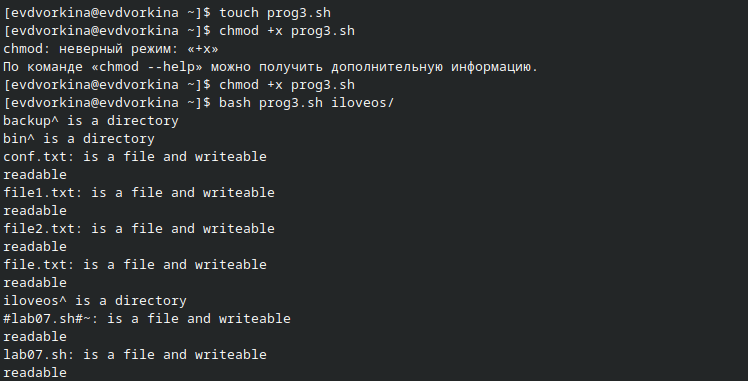 [evdvorkina@evdvorkina ~]$ touch prog3.sh
[evdvorkina@evdvorkina ~]$ chmod +x prog3.sh
chmod: неверный режим: «+x»
По команде «chmod --help» можно получить дополнительную информацию.
[evdvorkina@evdvorkina ~]$ chmod +x prog3.sh
[evdvorkina@evdvorkina ~]$ bash prog3.sh iloveos/
backup^ is a directory
bin^ is a directory
conf.txt: is a file and writeable
readable
file1.txt: is a file and writeable
readable
file2.txt: is a file and writeable
readable
file.txt: is a file and writeable
readable
iloveos^ is a directory
#lab07.sh#~: is a file and writeable
readable
lab07.sh: is a file and writeable
readable